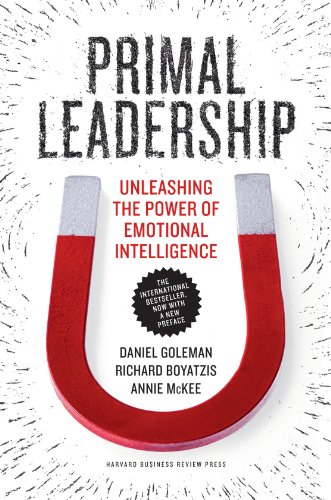 PRIMAL
LEADERSHIP
UNLEASHING
THE POWER OF
EMOTIONAL
INTELLIGENCE
THE
INTERNATIONAL
BESTSELLER,
NOW WITH
A NEW
PREFACE
DANIEL GOLEMAN
RICHARD BOYATZIS
ANNIE McKEE
HARVARD BUSINESS REVIEW PRESS